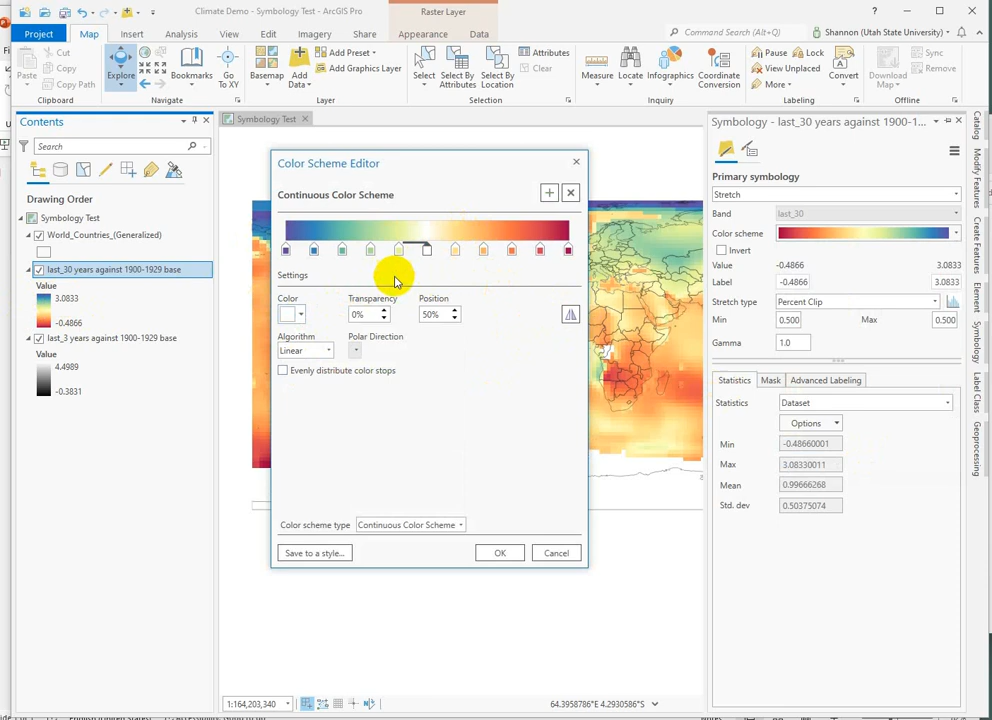 Climate Demo - Symbology Test - ArcGIS Pro
Raster Layer
?
Project
Map
Insert
Analysis
View
Edit
Imagery
Share
Appearance
Data
Command Search (Alt+Q)
Shannon (Utah State University)
Paste
Cut
Copy
Copy Path
Clipboard
Explore
Bookmarks
Go
To XY
Navigate
Basemap
Add
Data
Add Preset
Add Graphics Layer
Layer
Select
Select By
Attributes
Select By
Location
Attributes
Clear
Selection
Measure
Locate
Infographics
Coordinate
Conversion
Inquiry
Pause
Lock
View Unplaced
More
Labeling
Convert
Download
Map
Sync
Remove
Offline
Contents
Search
Drawing Order
Symbology Test
World_Countries_(Generalized)
last_30 years against 1900-1929 base
Value
3.0833
-0.4866
last_3 years against 1900-1929 base
Value
4.4989
-0.3831
Symbology Test
Color Scheme Editor
Continuous Color Scheme
Settings
Color
Transparency
Position
0%
50%
Algorithm
Polar Direction
Linear
Evenly distribute color stops
Color scheme type
Continuous Color Scheme
Save to a style...
OK
Cancel
1:164,203,340
64.3958786°E 4.2930586°S
Symbology - last_30 years against 1900-1...
Primary symbology
Stretch
Band
last_30
Color scheme
Invert
Value
-0.4866
3.0833
Label
-0.4866
3.0833
Stretch type
Percent Clip
Min
0.500
Max
0.500
Gamma
1.0
Statistics
Mask
Advanced Labeling
Statistics
Dataset
Options
Min
-0.48660001
Max
3.08330011
Mean
0.99666268
Std. dev
0.50375074
Catalog
Modify Features
Create Features
Element
Symbology
Label Class
Geoprocessing